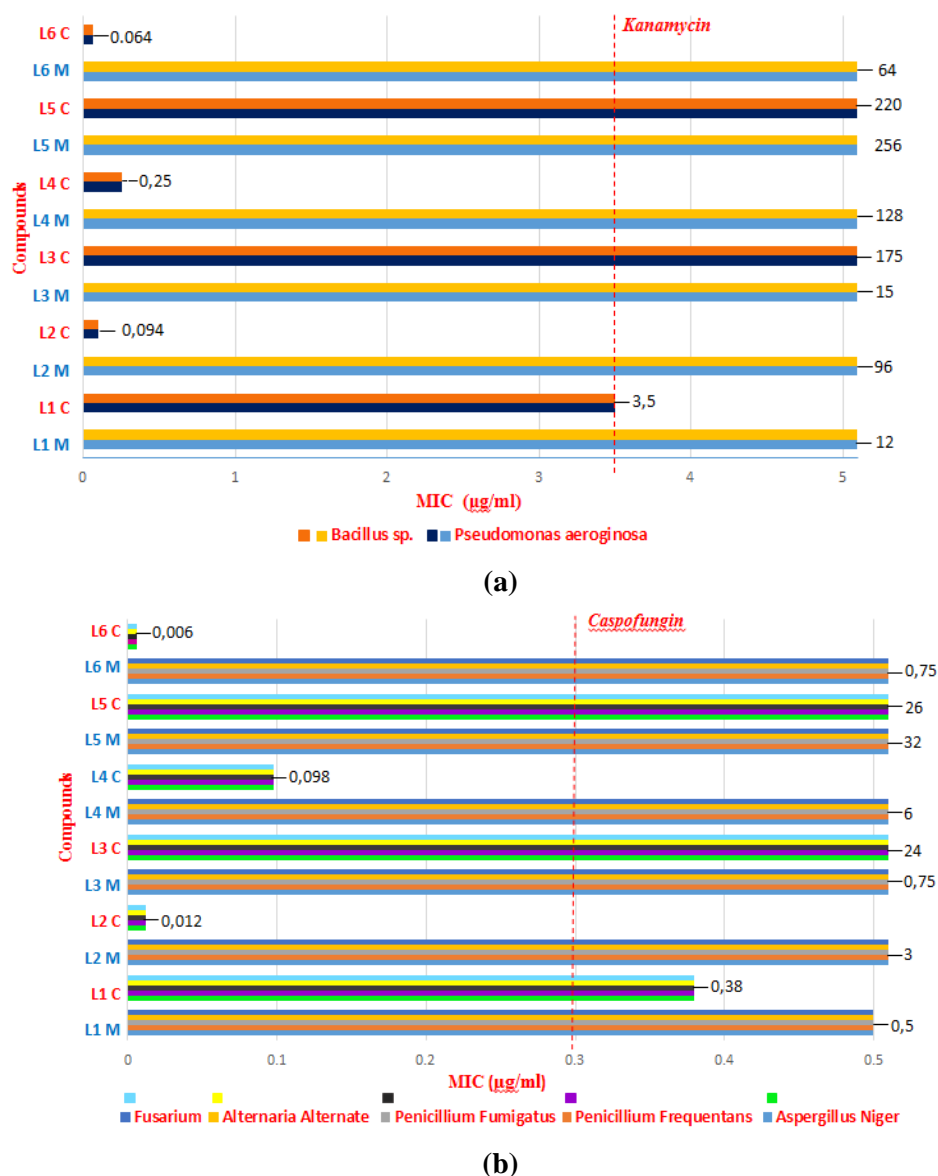 Kanamycin
L6 C 0.064
L6 M 64
L5 C 220
L5 M 256
L4 C 0,25
L4 M 128
L3 C 175
L3 M 15
L2 C 0,094
L2 M 96
L1 C 3,5
L1 M 12
Compounds
0 1 2 3 4 5
MIC (µg/ml)
Bacillus sp. Pseudomonas aeroginosa
(a)
Caspofungin
L6 C 0,006
L6 M 0,75
L5 C 26
L5 M 32
L4 C 0,098
L4 M 6
L3 C 24
L3 M 0,75
L2 C 0,012
L2 M 3
L1 C 0,38
L1 M 0,5
Compounds
0 0.1 0.2 0.3 0.4 0.5
MIC (µg/ml)
Fusarium Alternaria Alternate Penicillium Fumigatus Penicillium Frequentans Aspergillus Niger
(b)